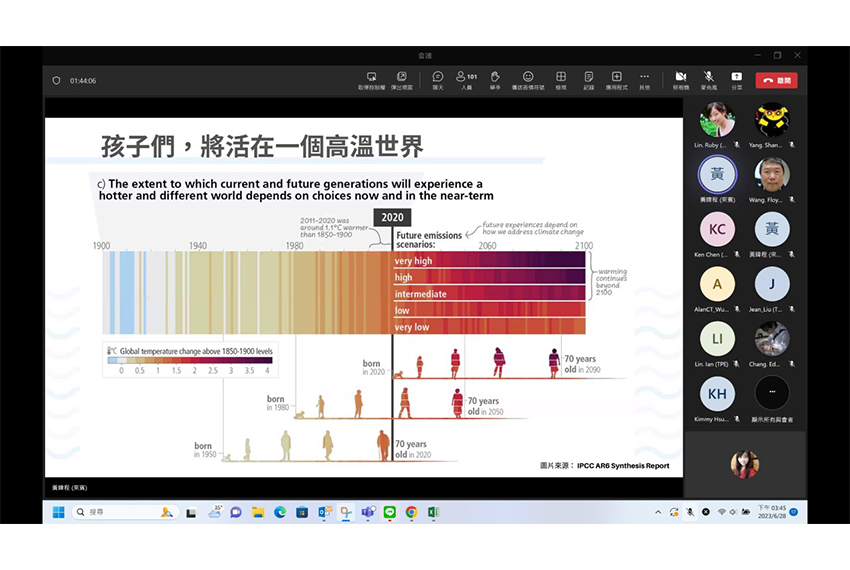 會議
01:44:06
101
取得控制權 彈出視窗 聊天 人員 舉手 傳送表情符號 檢視 記錄 應用程式 其他 照相機 麥克風 分享 離開
孩子們，將活在一個高溫世界
c) The extent to which current and future generations will experience a
hotter and different world depends on choices now and in the near-term
2011–2020 was
around 1.1°C warmer
than 1850-1900
2020
Future emissions
scenarios:
future experiences depend on
how we address climate change
1900 1940 1980 2060 2100
very high
high
intermediate
low
very low
warming
continues
beyond
2100
°C Global temperature change above 1850-1900 levels
0 0.5 1 1.5 2 2.5 3 3.5 4
born
in 2020
70 years
old in 2090
born
in 1980
70 years
old in 2050
born
in 1950
70 years
old in 2020
圖片來源： IPCC AR6 Synthesis Report
黃鍏程 (來賓)
Lin. Ruby (...
Yang. Shan...
黃
黃鍏程 (來賓)
Wang. Floy...
KC
Ken Chen (...
黃
黃鍏程 (來...
A
AlanCT_Wu...
J
Jean_Liu (T...
LI
Lin. Ian (TPE)
Chang. Ed...
KH
Kimmy Hsu...
顯示所有與會者
搜尋
35°
下午 03:45
2023/6/28